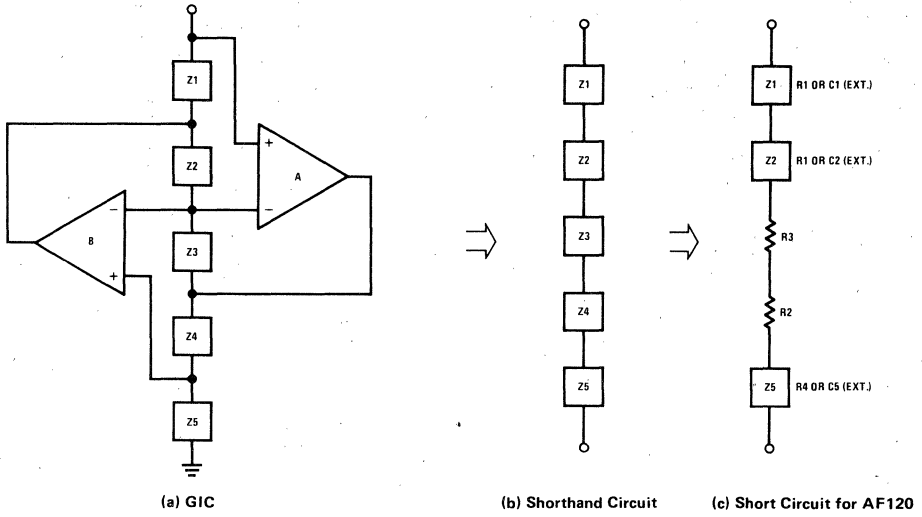 Z1
Z2
Z3
Z4
Z5
+
−
A
−
+
B
(a) GIC
Z1
Z2
Z3
Z4
Z5
(b) Shorthand Circuit
Z1 R1 OR C1 (EXT.)
Z2 R1 OR C2 (EXT.)
R3
R2
Z5 R4 OR C5 (EXT.)
(c) Short Circuit for AF120